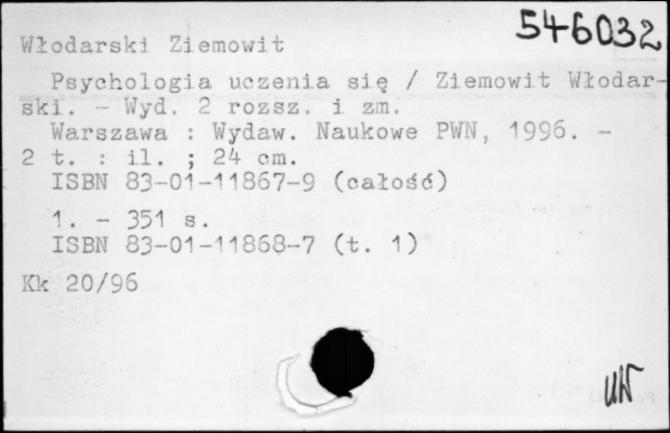 546032
Włodarski Ziemowit
Psychologia uczenia się / Ziemowit Włodar-
ski. - Wyd. 2 rozsz. i zm.
Warszawa : Wydaw. Naukowe PWN, 1996. -
2 t. : il. ; 24 cm.
ISBN 83-01-11867-9 (całość)
1. - 351 s.
ISBN 83-01-11868-7 (t. 1)
Kk 20/96
UW